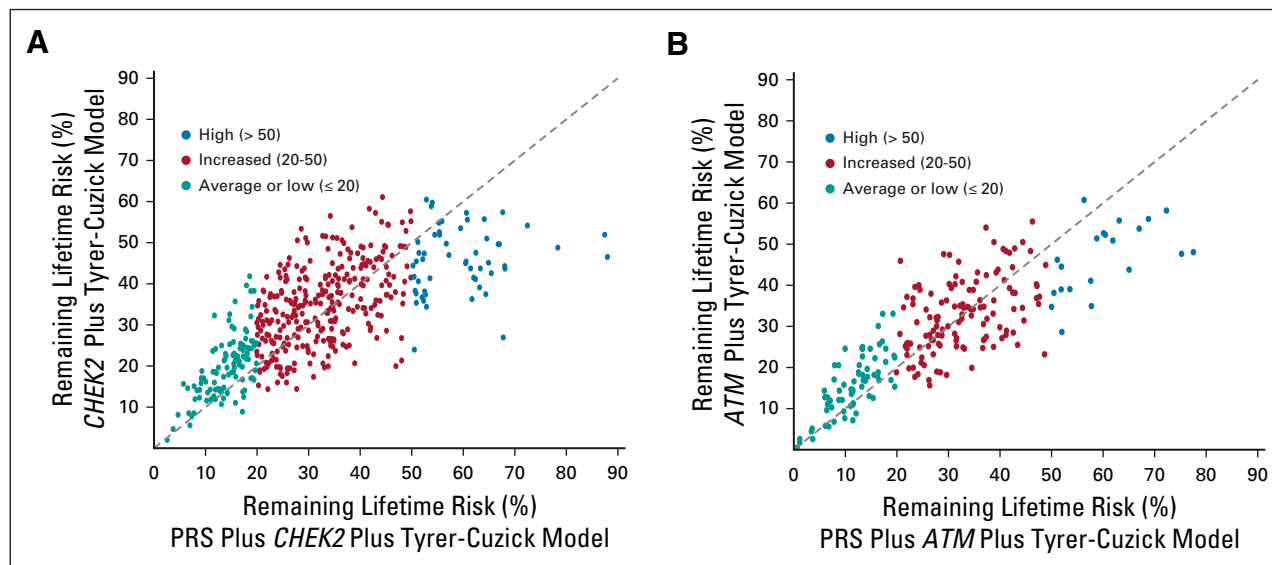 A
Remaining Lifetime Risk (%)
CHEK2 Plus Tyrer-Cuzick Model
90
80
70
60
50
40
30
20
10
High (> 50)
Increased (20-50)
Average or low (≤ 20)
0 10 20 30 40 50 60 70 80 90
Remaining Lifetime Risk (%)
PRS Plus CHEK2 Plus Tyrer-Cuzick Model
B
Remaining Lifetime Risk (%)
ATM Plus Tyrer-Cuzick Model
90
80
70
60
50
40
30
20
10
High (> 50)
Increased (20-50)
Average or low (≤ 20)
0 10 20 30 40 50 60 70 80 90
Remaining Lifetime Risk (%)
PRS Plus ATM Plus Tyrer-Cuzick Model